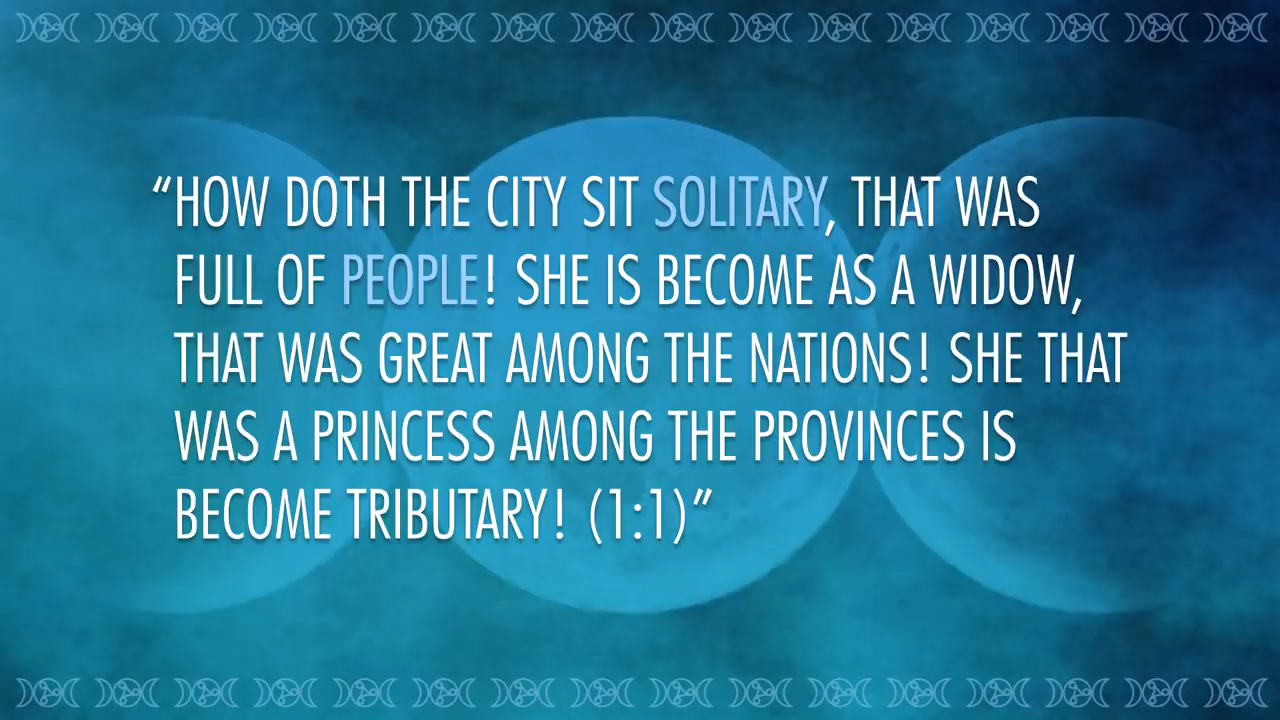 “HOW DOTH THE CITY SIT SOLITARY, THAT WAS
FULL OF PEOPLE! SHE IS BECOME AS A WIDOW,
THAT WAS GREAT AMONG THE NATIONS! SHE THAT
WAS A PRINCESS AMONG THE PROVINCES IS
BECOME TRIBUTARY! (1:1)”